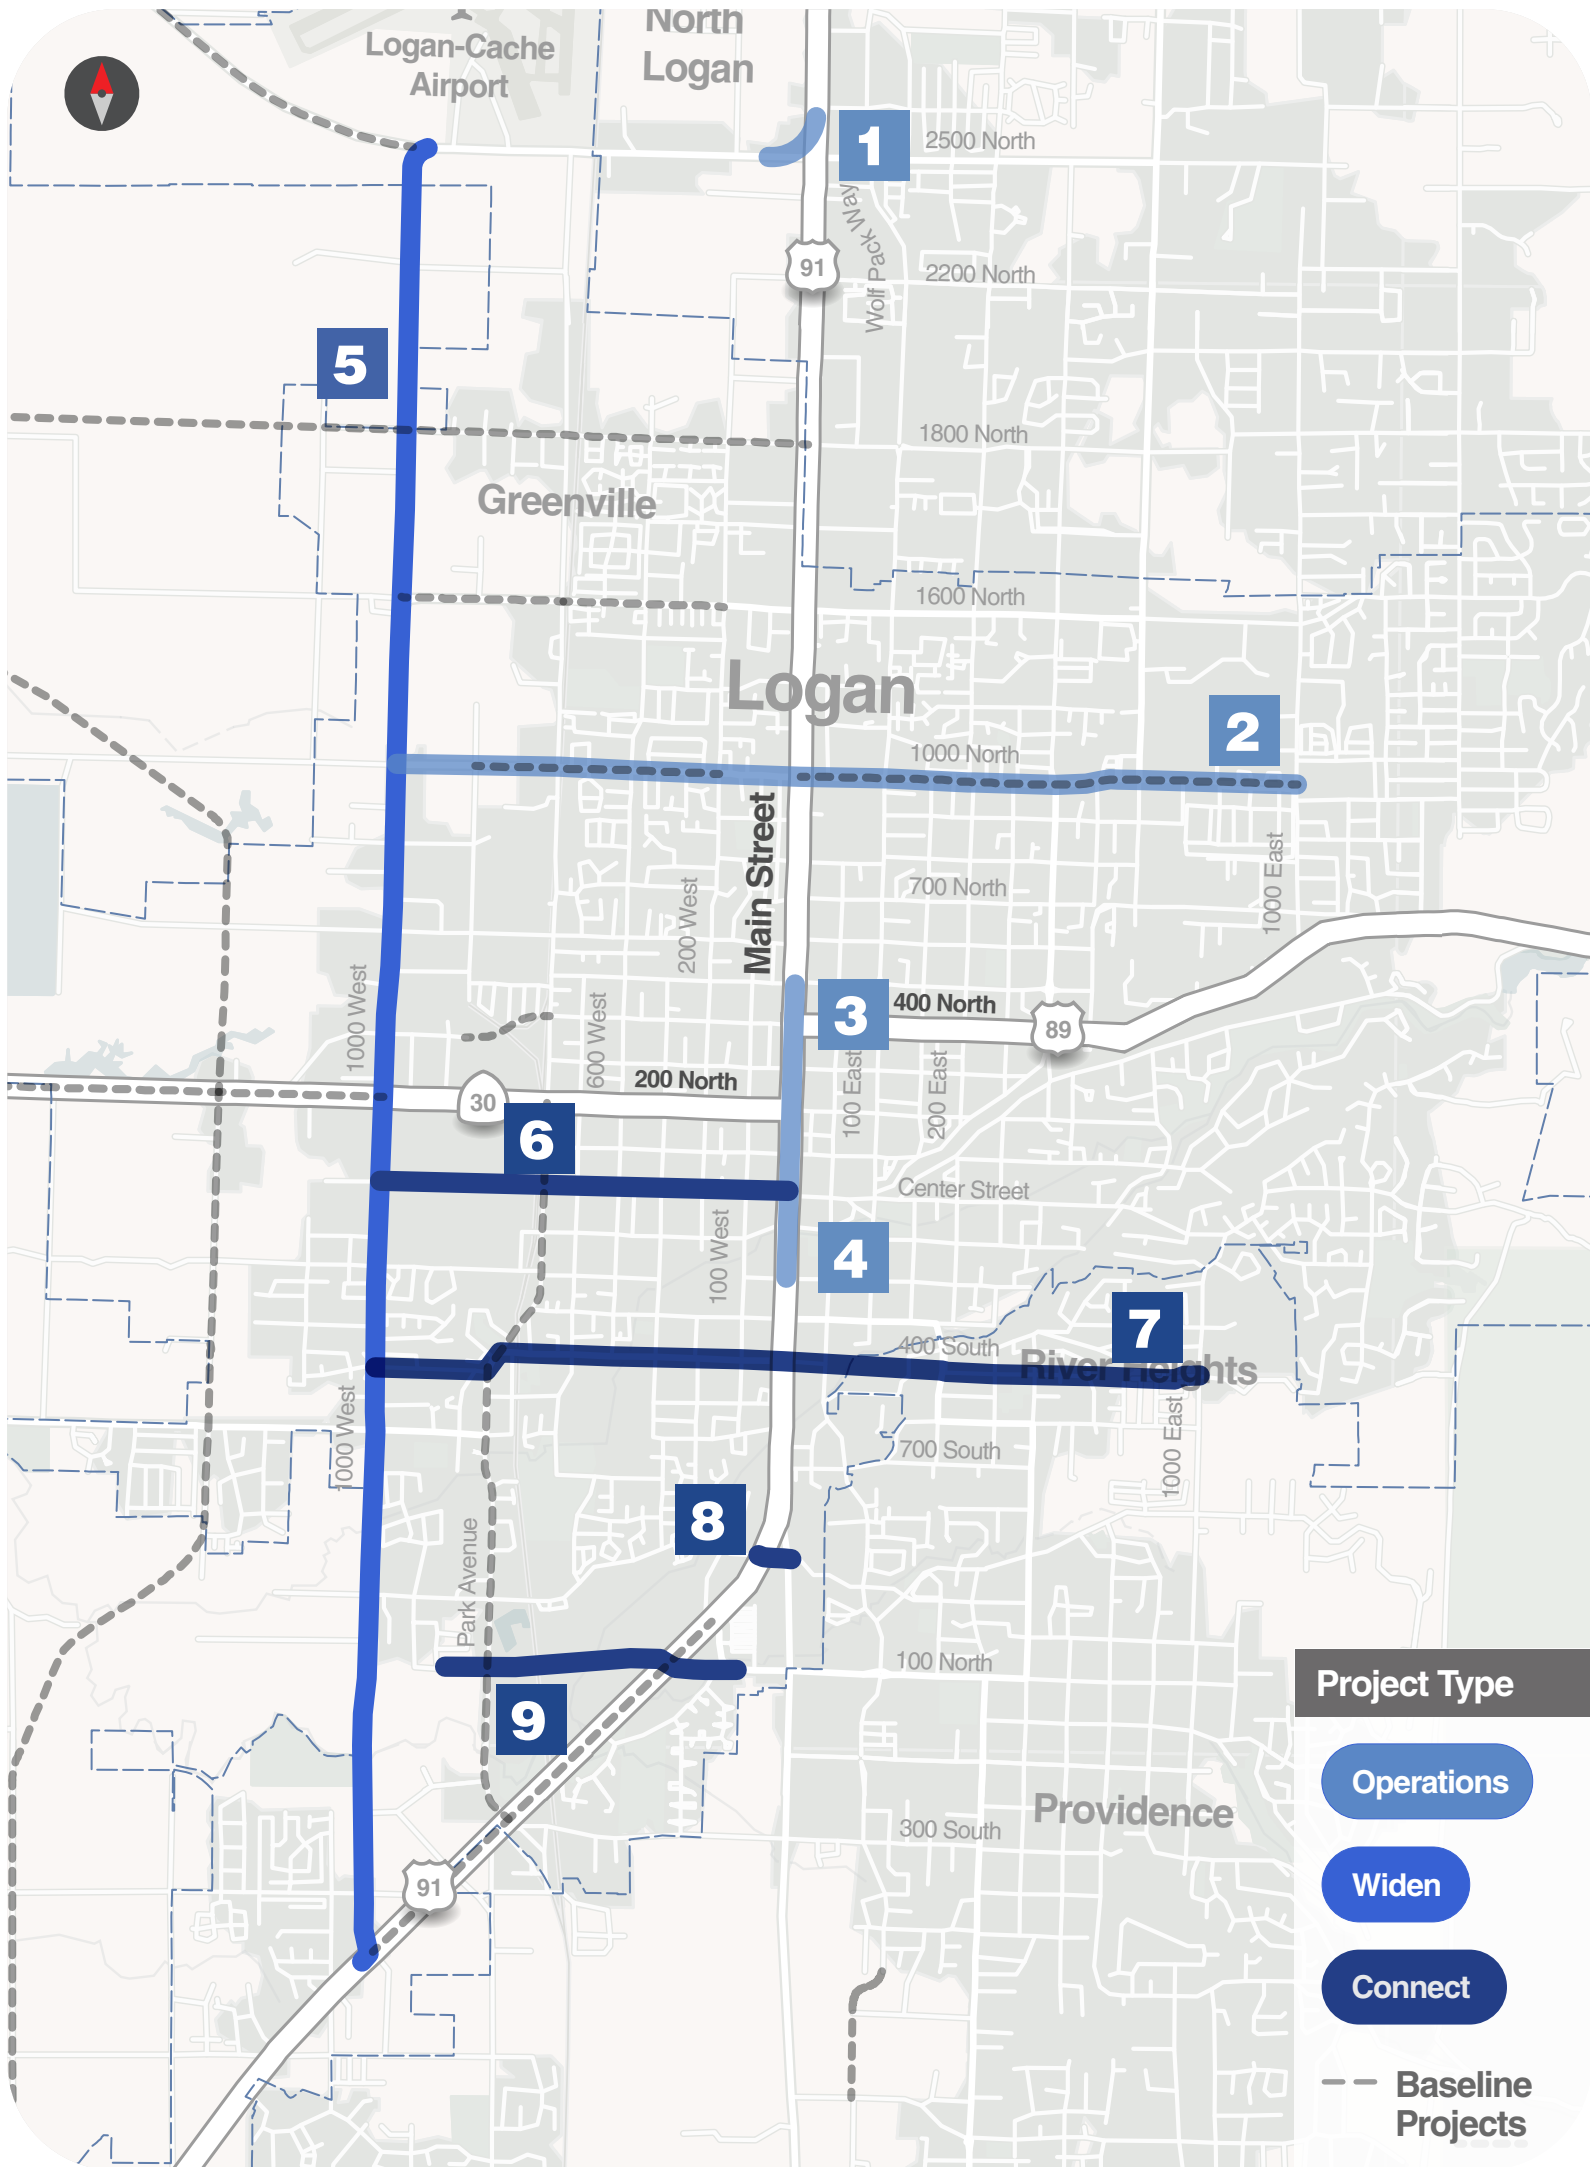 North
Logan
Logan-Cache
Airport
1
2500 North
Wolf Pack Way
91
2200 North
5
1800 North
Greenville
1600 North
Logan
2
1000 North
Main Street
1000 East
700 North
200 West
1000 West
3
400 North
89
600 West
100 East
200 East
200 North
30
6
Center Street
100 West
4
7
400 South
River Heights
1000 West
700 South
1000 East
8
Park Avenue
100 North
9
Providence
300 South
91
Project Type
Operations
Widen
Connect
Baseline
Projects